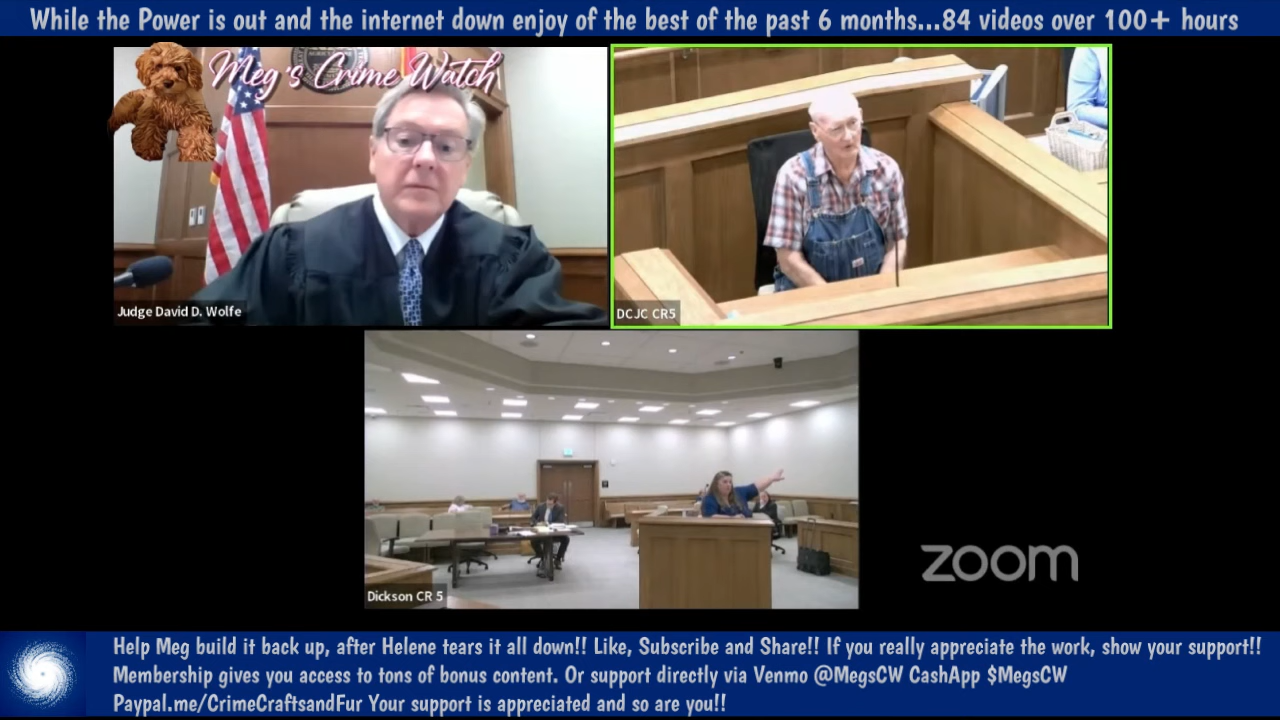 While the Power is out and the internet down enjoy of the best of the past 6 months...84 videos over 100+ hours
Meg's Crime Watch
Judge David D. Wolfe
DCJC CR5
Dickson CR 5
zoom
Help Meg build it back up, after Helene tears it all down!! Like, Subscribe and Share!! If you really appreciate the work, show your support!!
Membership gives you access to tons of bonus content. Or support directly via Venmo @MegsCW CashApp $MegsCW
Paypal.me/CrimeCraftsandFur Your support is appreciated and so are you!!